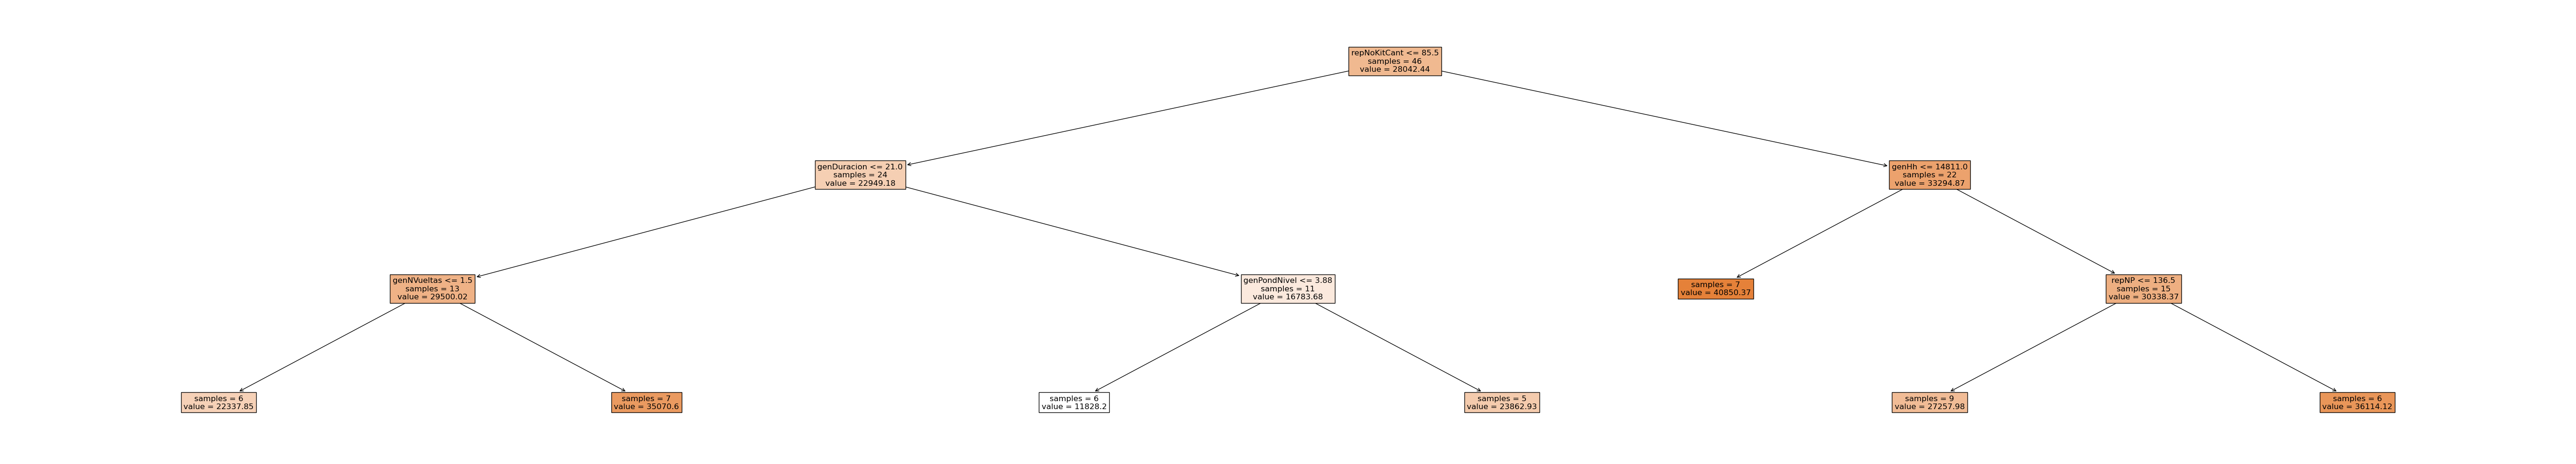 repNoKitCant <= 85.5
samples = 46
value = 28042.44
genDuracion <= 21.0
samples = 24
value = 22949.18
genHh <= 14811.0
samples = 22
value = 33294.87
genNVueltas <= 1.5
samples = 13
value = 29500.02
genPondNivel <= 3.88
samples = 11
value = 16783.68
samples = 7
value = 40850.37
repNP <= 136.5
samples = 15
value = 30338.37
samples = 6
value = 22337.85
samples = 7
value = 35070.6
samples = 6
value = 11828.2
samples = 5
value = 23862.93
samples = 9
value = 27257.98
samples = 6
value = 36114.12